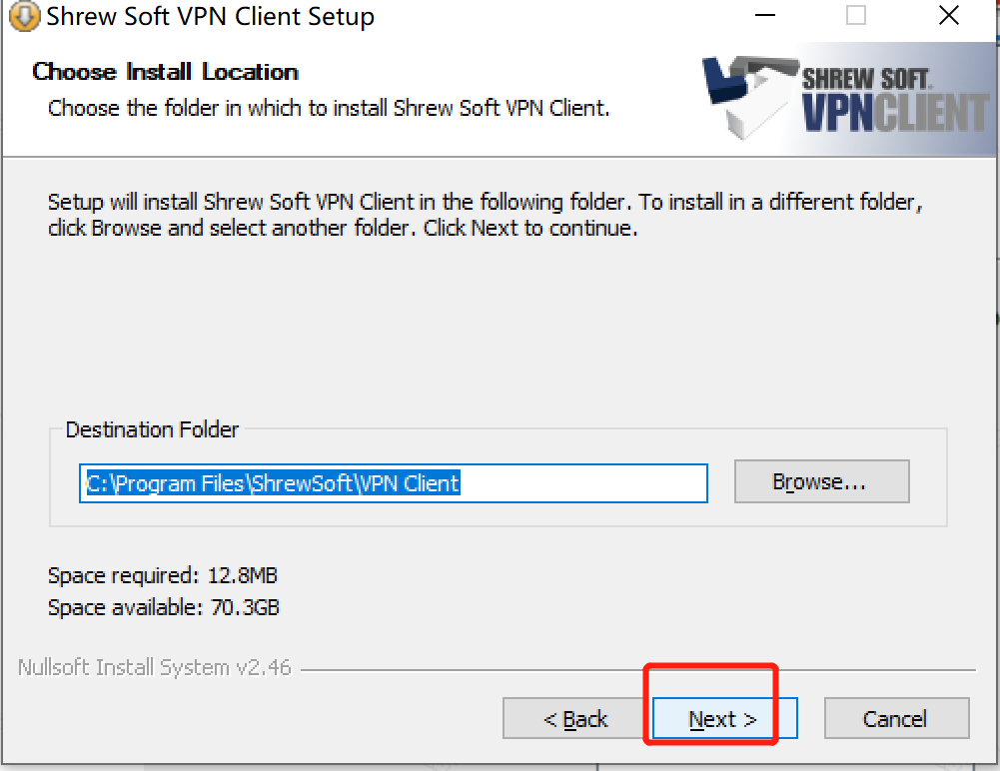 Shrew Soft VPN Client Setup
Choose Install Location
Choose the folder in which to install Shrew Soft VPN Client.
SHREW SOFT
VPNCLIENT
Setup will install Shrew Soft VPN Client in the following folder. To install in a different folder,
click Browse and select another folder. Click Next to continue.
Destination Folder
C:\Program Files\ShrewSoft\VPN Client
Browse...
Space required: 12.8MB
Space available: 70.3GB
Nullsoft Install System v2.46
< Back
Next >
Cancel